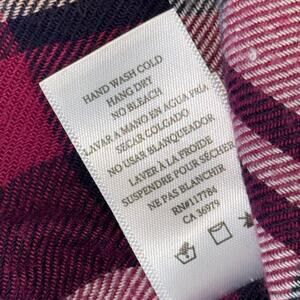 HAND WASH COLD
HANG DRY
NO BLEACH
LAVAR A MANO EN AGUA FRÍA
SECAR COLGADO
NO USAR BLANQUEADOR
LAVER À LA FROIDE
SUSPENDRE POUR SÉCHER
NE PAS BLANCHIR
RN#117784
CA 36979